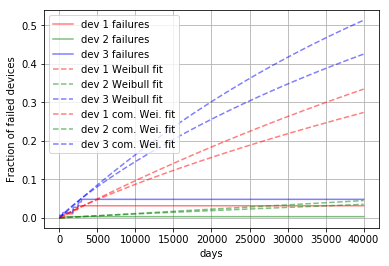 dev 1 failures
dev 2 failures
dev 3 failures
dev 1 Weibull fit
dev 2 Weibull fit
dev 3 Weibull fit
dev 1 com. Wei. fit
dev 2 com. Wei. fit
dev 3 com. Wei. fit
Fraction of failed devices
0.5
0.4
0.3
0.2
0.1
0.0
0 5000 10000 15000 20000 25000 30000 35000 40000
days